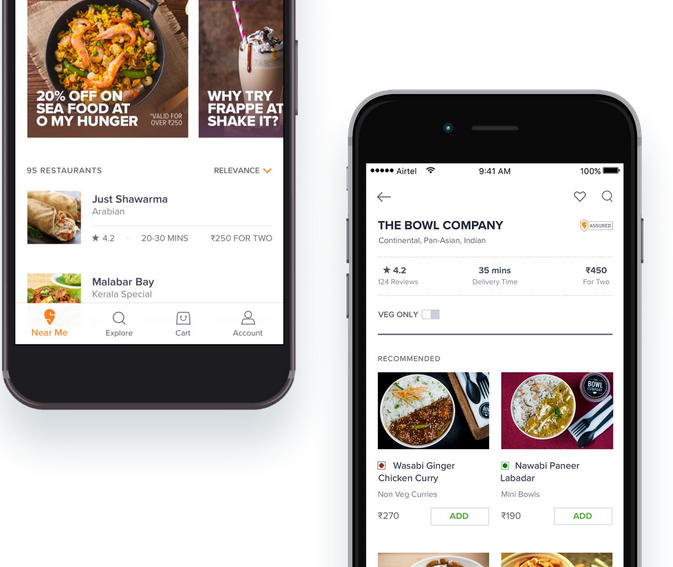 20% OFF ON
SEA FOOD AT
O MY HUNGER
*VALID FOR
OVER ₹250
WHY TRY
FRAPPE AT
SHAKE IT?
95 RESTAURANTS
RELEVANCE
Just Shawarma
Arabian
★ 4.2 · 20-30 MINS ₹250 FOR TWO
Malabar Bay
Kerala Special
Near Me
Explore
Cart
Account
Airtel 9:41 AM 100%
THE BOWL COMPANY
ASSURED
Continental, Pan-Asian, Indian
★ 4.2 35 mins ₹450
124 Reviews Delivery Time For Two
VEG ONLY
RECOMMENDED
BOWL
Wasabi Ginger
Chicken Curry
Non Veg Curries
₹270 ADD
Nawabi Paneer
Labadar
Mini Bowls
₹190 ADD